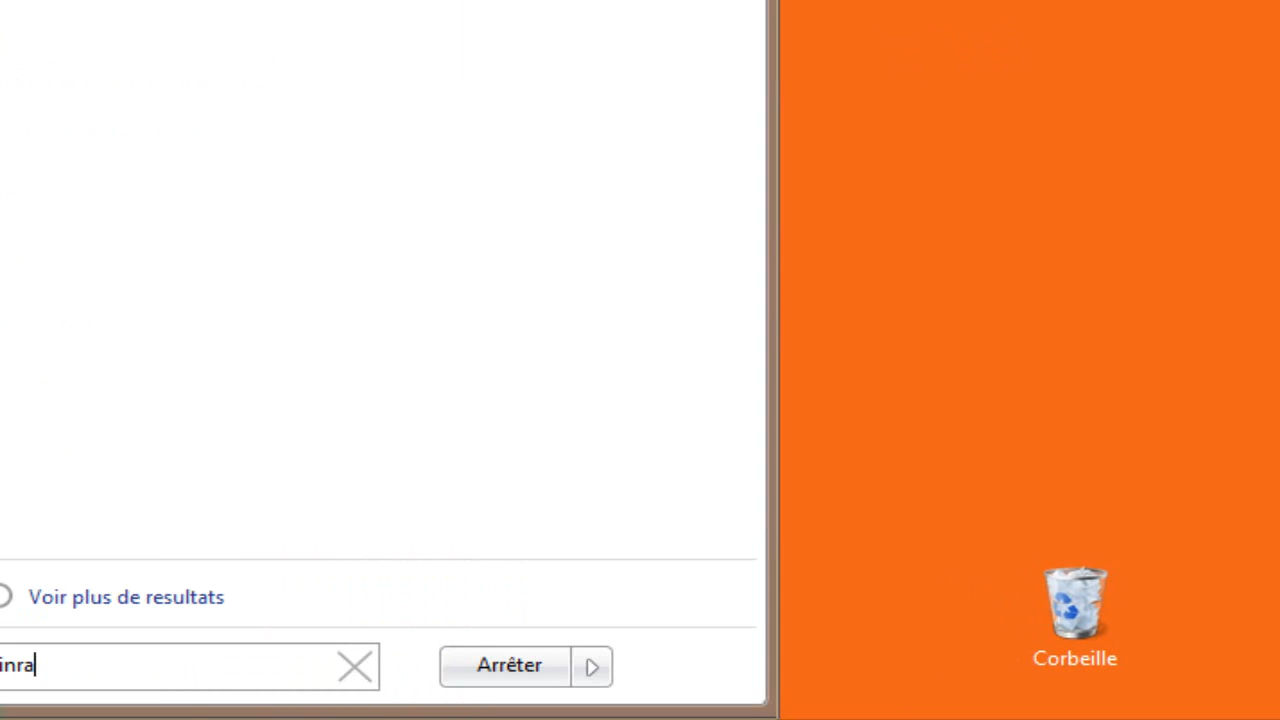 Voir plus de resultats
inra
Arrêter
Corbeille